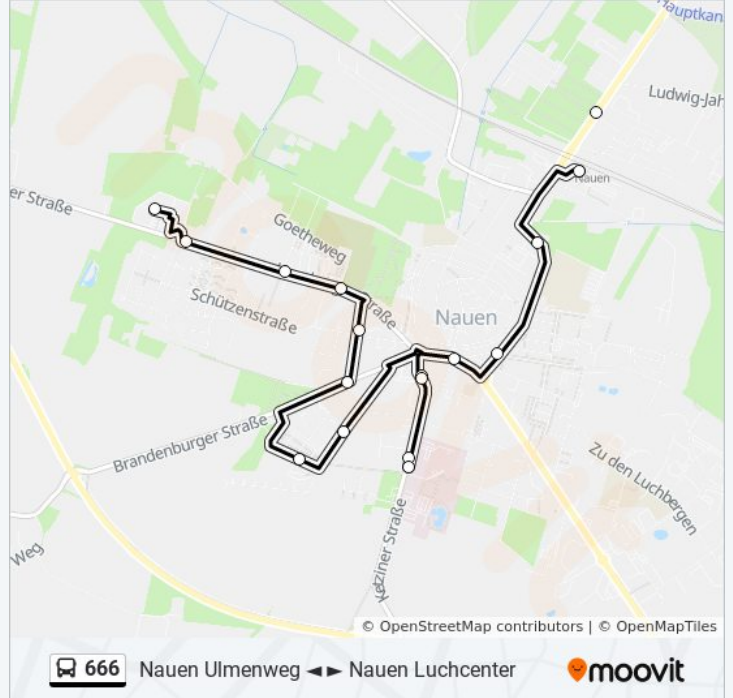 Hauptkan
Ludwig-Jah
Nauen
er Straße
Goetheweg
Schützenstraße
straße
Nauen
Brandenburger Straße
Zu den Luchbergen
Weg
Ketziner Straße
© OpenStreetMap contributors | © OpenMapTiles
666 Nauen Ulmenweg ◄► Nauen Luchcenter
moovit